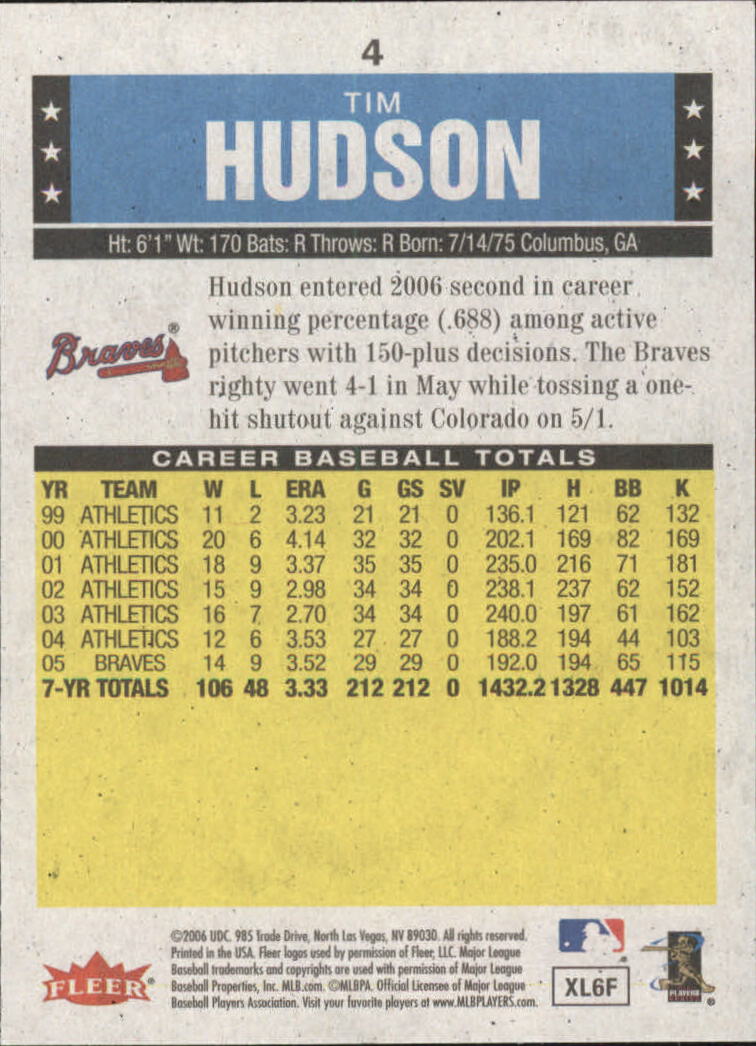 4
TIM
HUDSON
Ht: 6'1" Wt: 170 Bats: R Throws: R Born: 7/14/75 Columbus, GA
Hudson entered 2006 second in career
winning percentage (.688) among active
pitchers with 150-plus decisions. The Braves
righty went 4-1 in May while tossing a one-
hit shutout against Colorado on 5/1.
Braves®
CAREER BASEBALL TOTALS
YR TEAM W L ERA G GS SV IP H BB K
99 ATHLETICS 11 2 3.23 21 21 0 136.1 121 62 132
00 ATHLETICS 20 6 4.14 32 32 0 202.1 169 82 169
01 ATHLETICS 18 9 3.37 35 35 0 235.0 216 71 181
02 ATHLETICS 15 9 2.98 34 34 0 238.1 237 62 152
03 ATHLETICS 16 7 2.70 34 34 0 240.0 197 61 162
04 ATHLETICS 12 6 3.53 27 27 0 188.2 194 44 103
05 BRAVES 14 9 3.52 29 29 0 192.0 194 65 115
7-YR TOTALS 106 48 3.33 212 212 0 1432.2 1328 447 1014
©2006 UDC. 985 Trade Drive, North Las Vegas, NV 89030. All rights reserved.
Printed in the USA. Fleer logos used by permission of Fleer, LLC. Major League
Baseball trademarks and copyrights are used with permission of Major League
Baseball Properties, Inc. MLB.com. ©MLBPA. Official Licensee of Major League
Baseball Players Association. Visit your favorite players at www.MLBPLAYERS.com.
FLEER®
XL6F
PLAYERS
®